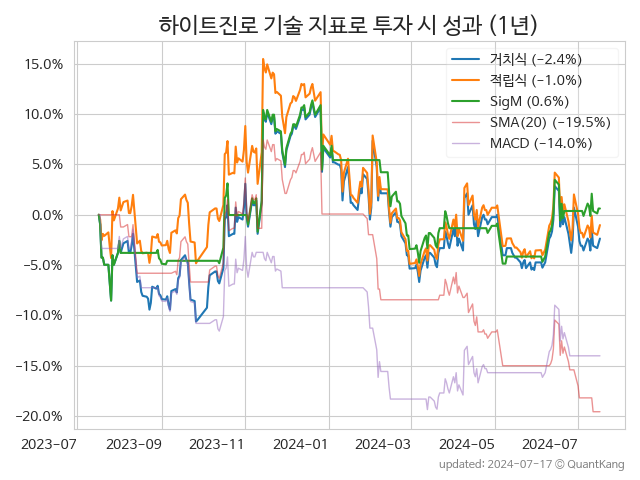 하이트진로 기술 지표로 투자 시 성과 (1년)
거치식 (−2.4%)
적립식 (−1.0%)
SigM (0.6%)
SMA(20) (−19.5%)
MACD (−14.0%)
15.0%
10.0%
5.0%
0.0%
−5.0%
−10.0%
−15.0%
−20.0%
2023-07
2023-09
2023-11
2024-01
2024-03
2024-05
2024-07
updated: 2024-07-17 © QuantKang